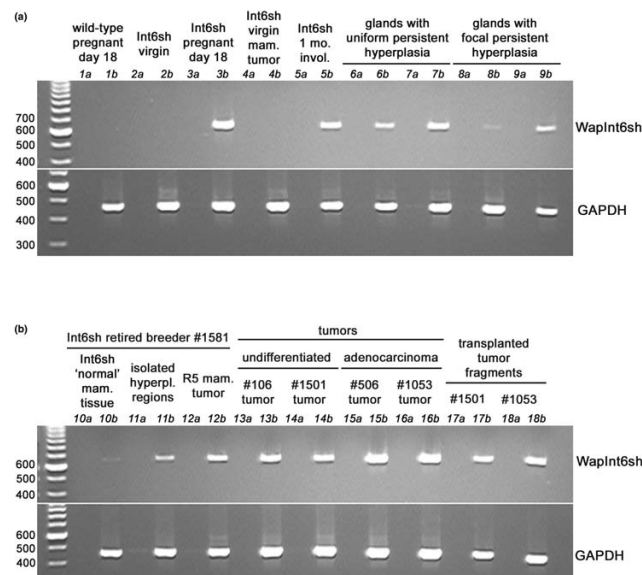 (a)
wild-type pregnant day 18
Int6sh virgin
Int6sh pregnant day 18
Int6sh virgin mam. tumor
Int6sh 1 mo. invol.
glands with uniform persistent hyperplasia
glands with focal persistent hyperplasia
1a 1b 2a 2b 3a 3b 4a 4b 5a 5b 6a 6b 7a 7b 8a 8b 9a 9b
700
600
500
400
WapInt6sh
600
500
400
300
GAPDH
(b)
Int6sh retired breeder #1581
tumors
Int6sh 'normal' mam. tissue
isolated hyperpl. regions
R5 mam. tumor
undifferentiated
adenocarcinoma
transplanted tumor fragments
#106 tumor
#1501 tumor
#506 tumor
#1053 tumor
#1501
#1053
10a 10b 11a 11b 12a 12b 13a 13b 14a 14b 15a 15b 16a 16b 17a 17b 18a 18b
600
500
400
WapInt6sh
600
500
400
GAPDH